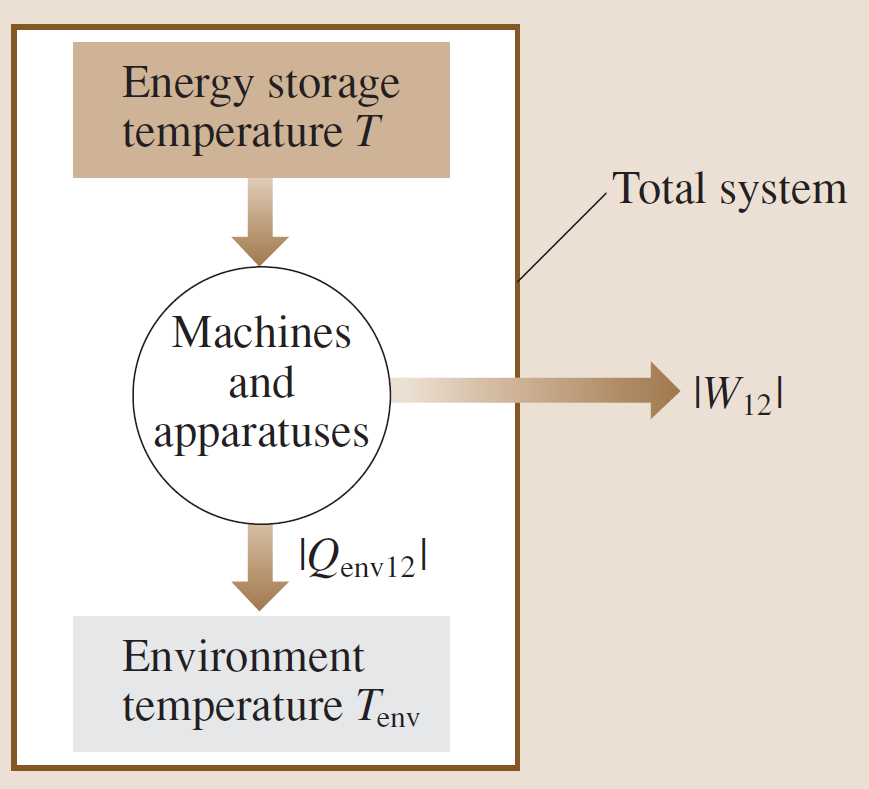 Energy storage
temperature T
Total system
Machines
and
apparatuses
|W12|
|Qenv12|
Environment
temperature Tenv